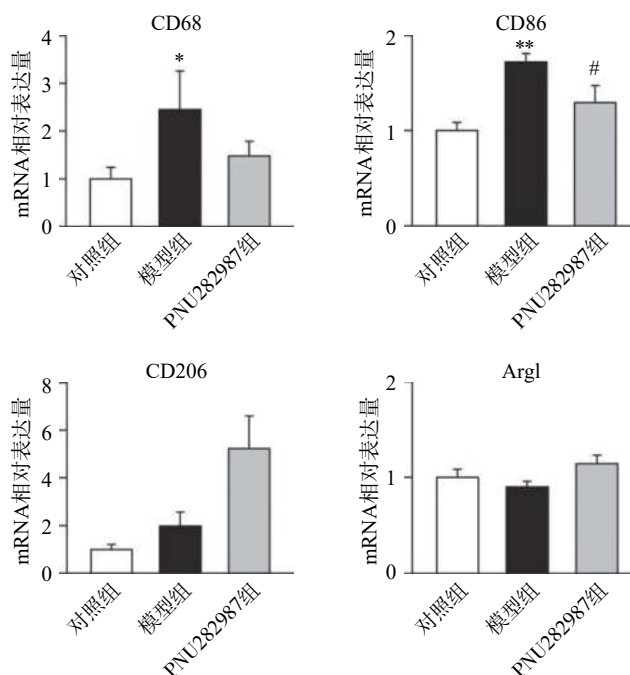 CD68
mRNA相对表达量
4
3
2
1
0
*
对照组
模型组
PNU282987组
CD86
mRNA相对表达量
2
1
0
**
#
对照组
模型组
PNU282987组
CD206
mRNA相对表达量
8
6
4
2
0
对照组
模型组
PNU282987组
Argl
mRNA相对表达量
2
1
0
对照组
模型组
PNU282987组